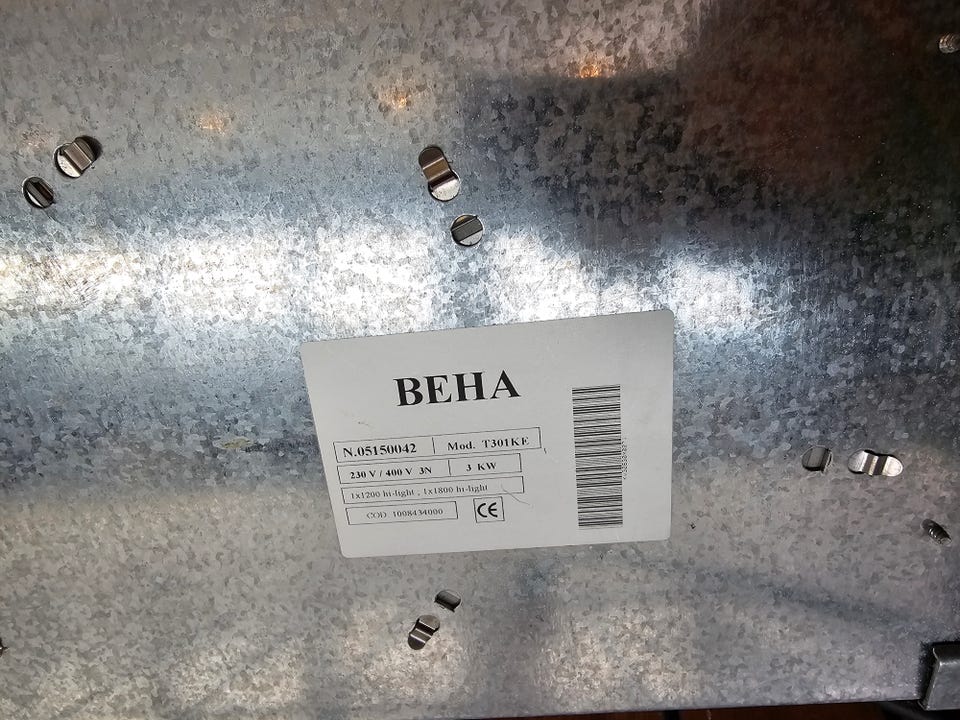 BEHA
N.05150042 Mod. T301KE
230 V / 400 V 3N 3 KW
1x1200 hi-light , 1x1800 hi-light
COD 1008434000 CE